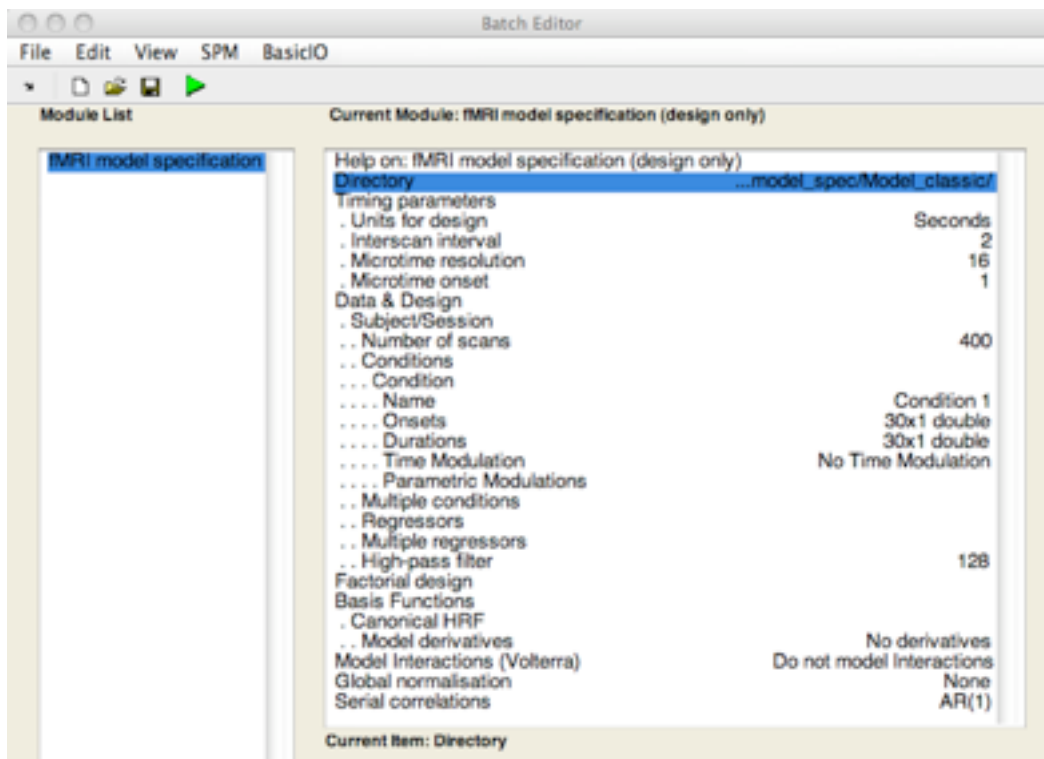 Batch Editor
File Edit View SPM BasicIO
Module List
Current Module: fMRI model specification (design only)
fMRI model specification
Help on: fMRI model specification (design only)
Directory ...model_spec/Model_classic/
Timing parameters
. Units for design Seconds
. Interscan interval 2
. Microtime resolution 16
. Microtime onset 1
Data & Design
. Subject/Session
. . Number of scans 400
. . Conditions
. . . Condition
. . . . Name Condition 1
. . . . Onsets 30x1 double
. . . . Durations 30x1 double
. . . . Time Modulation No Time Modulation
. . . . Parametric Modulations
. . Multiple conditions
. . Regressors
. . Multiple regressors
. . High-pass filter 128
Factorial design
Basis Functions
. Canonical HRF
. . Model derivatives No derivatives
Model Interactions (Volterra) Do not model Interactions
Global normalisation None
Serial correlations AR(1)
Current Item: Directory